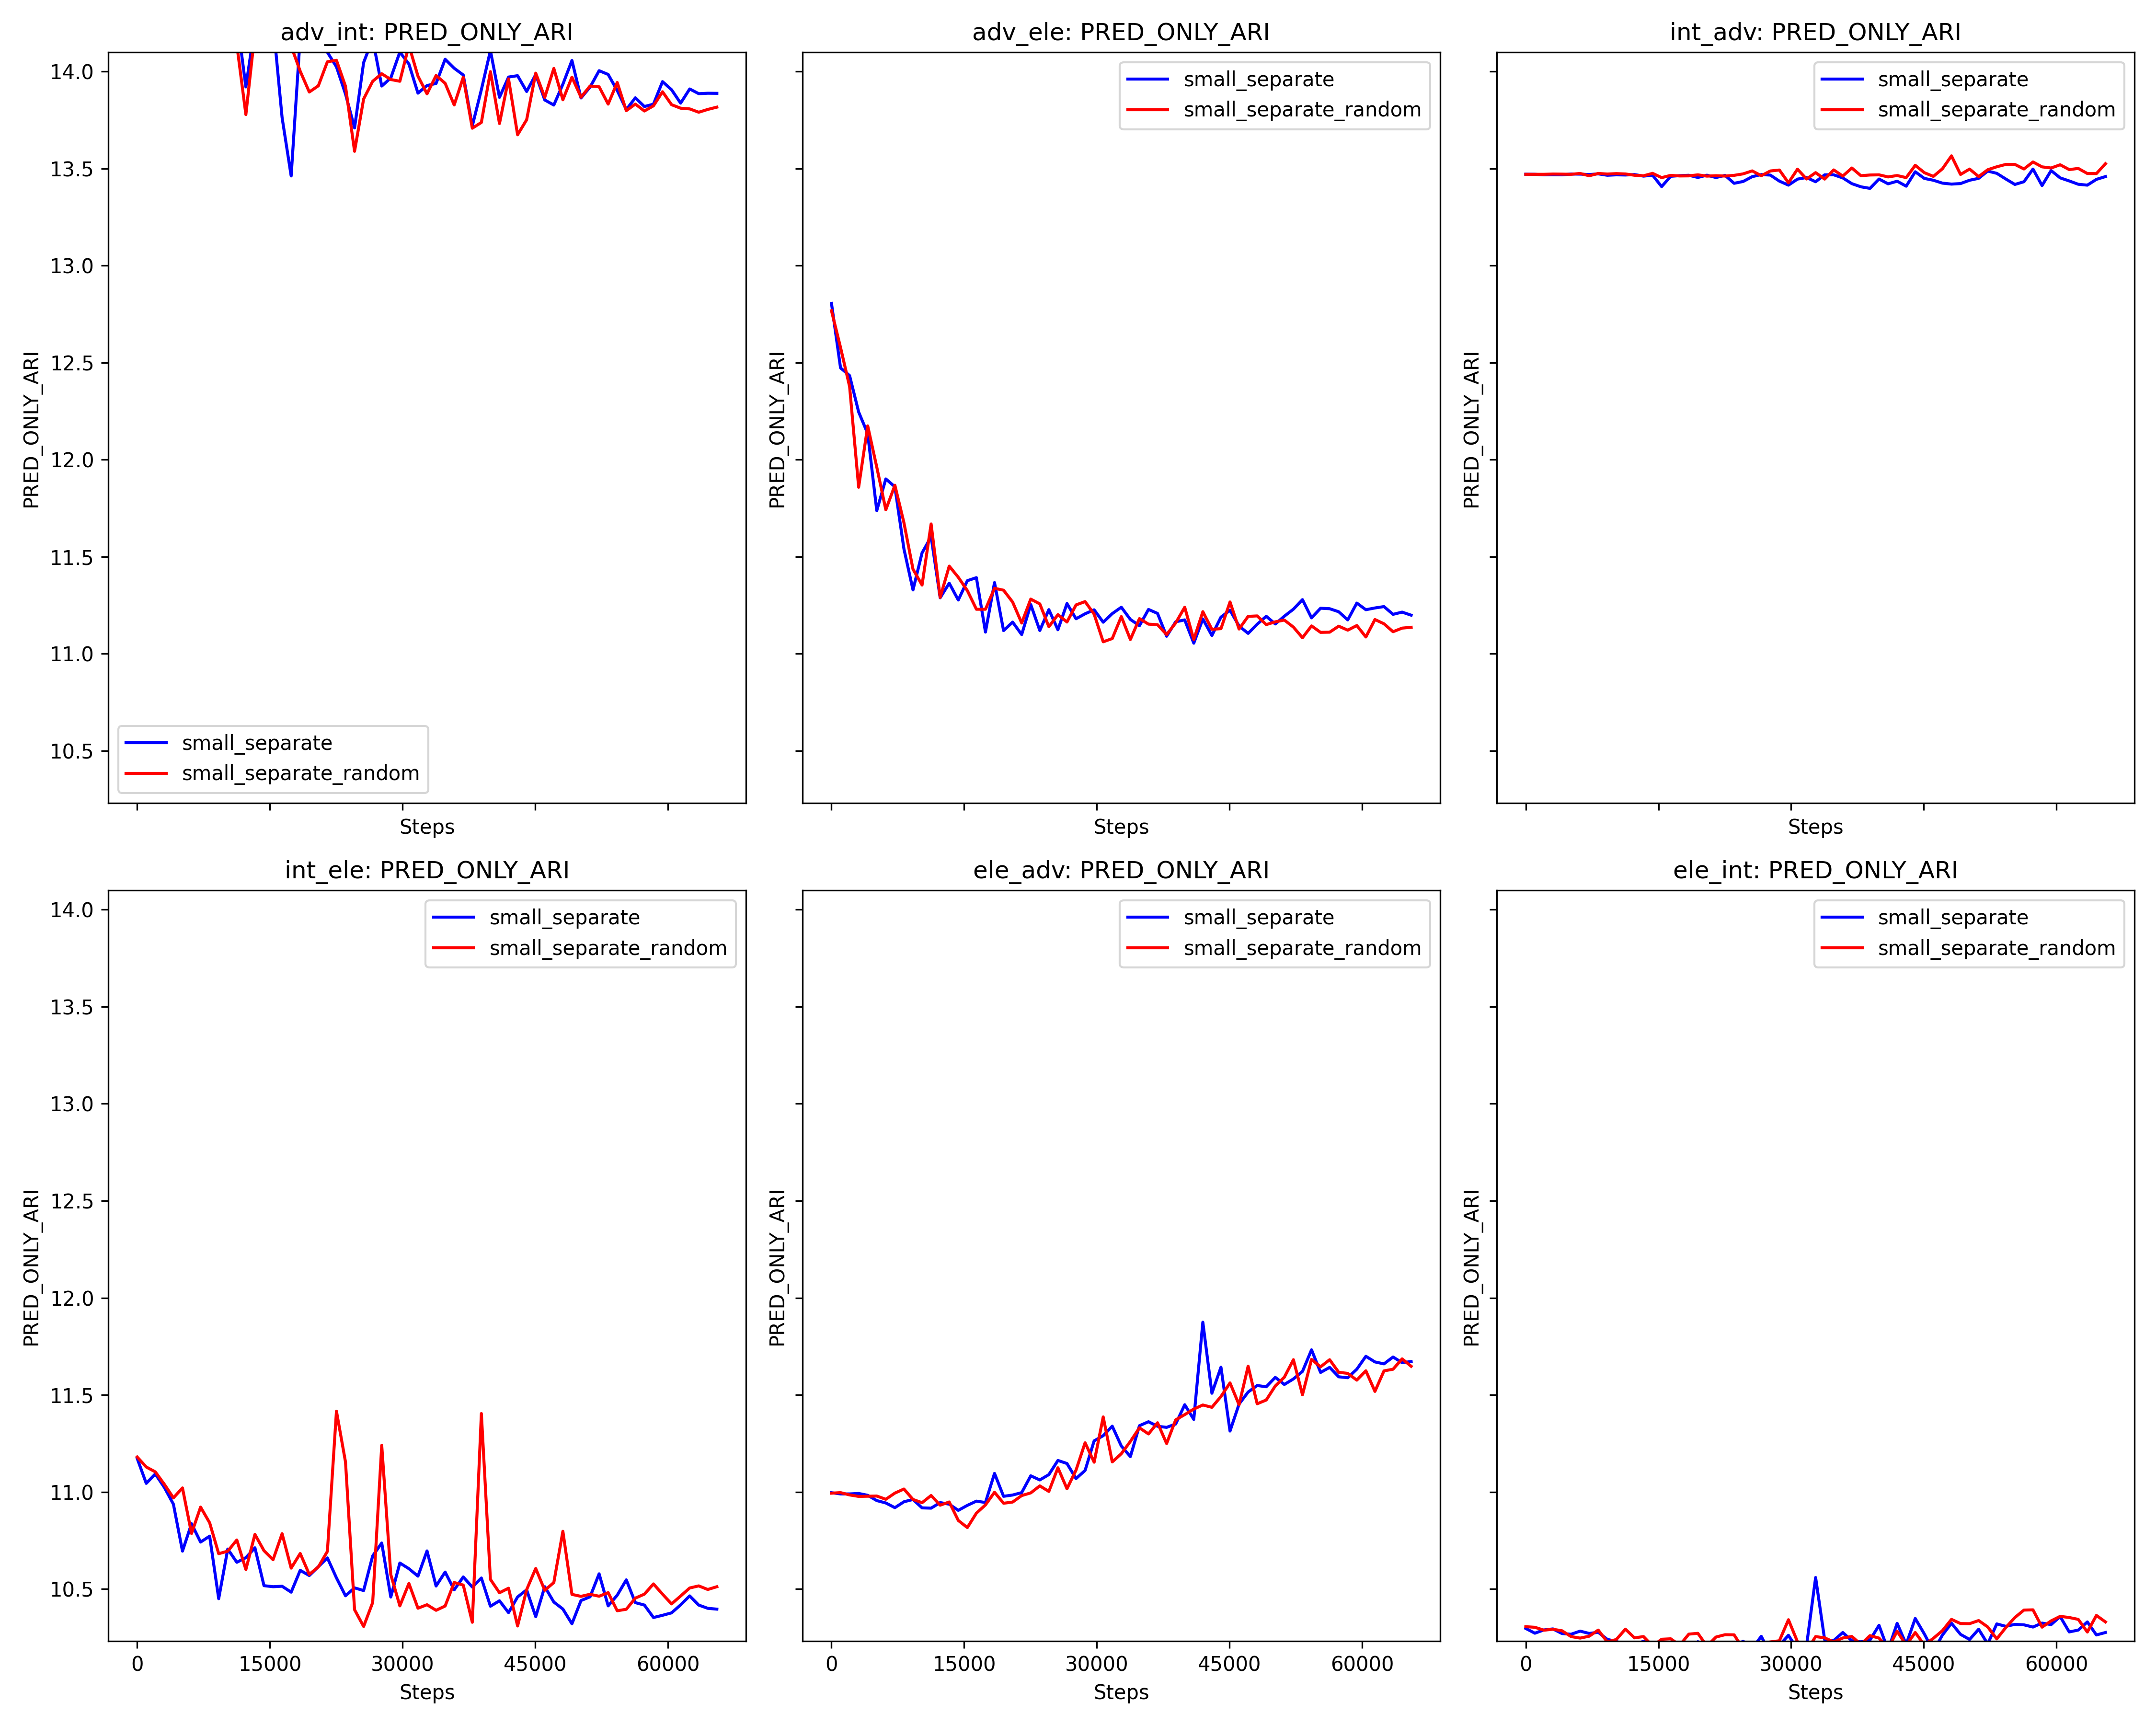 adv_int: PRED_ONLY_ARI
adv_ele: PRED_ONLY_ARI
int_adv: PRED_ONLY_ARI
PRED_ONLY_ARI
14.0
13.5
13.0
12.5
12.0
11.5
11.0
10.5
small_separate
small_separate_random
Steps
PRED_ONLY_ARI
small_separate
small_separate_random
Steps
PRED_ONLY_ARI
small_separate
small_separate_random
Steps
int_ele: PRED_ONLY_ARI
ele_adv: PRED_ONLY_ARI
ele_int: PRED_ONLY_ARI
PRED_ONLY_ARI
14.0
13.5
13.0
12.5
12.0
11.5
11.0
10.5
small_separate
small_separate_random
0 15000 30000 45000 60000
Steps
PRED_ONLY_ARI
small_separate
small_separate_random
0 15000 30000 45000 60000
Steps
PRED_ONLY_ARI
small_separate
small_separate_random
0 15000 30000 45000 60000
Steps